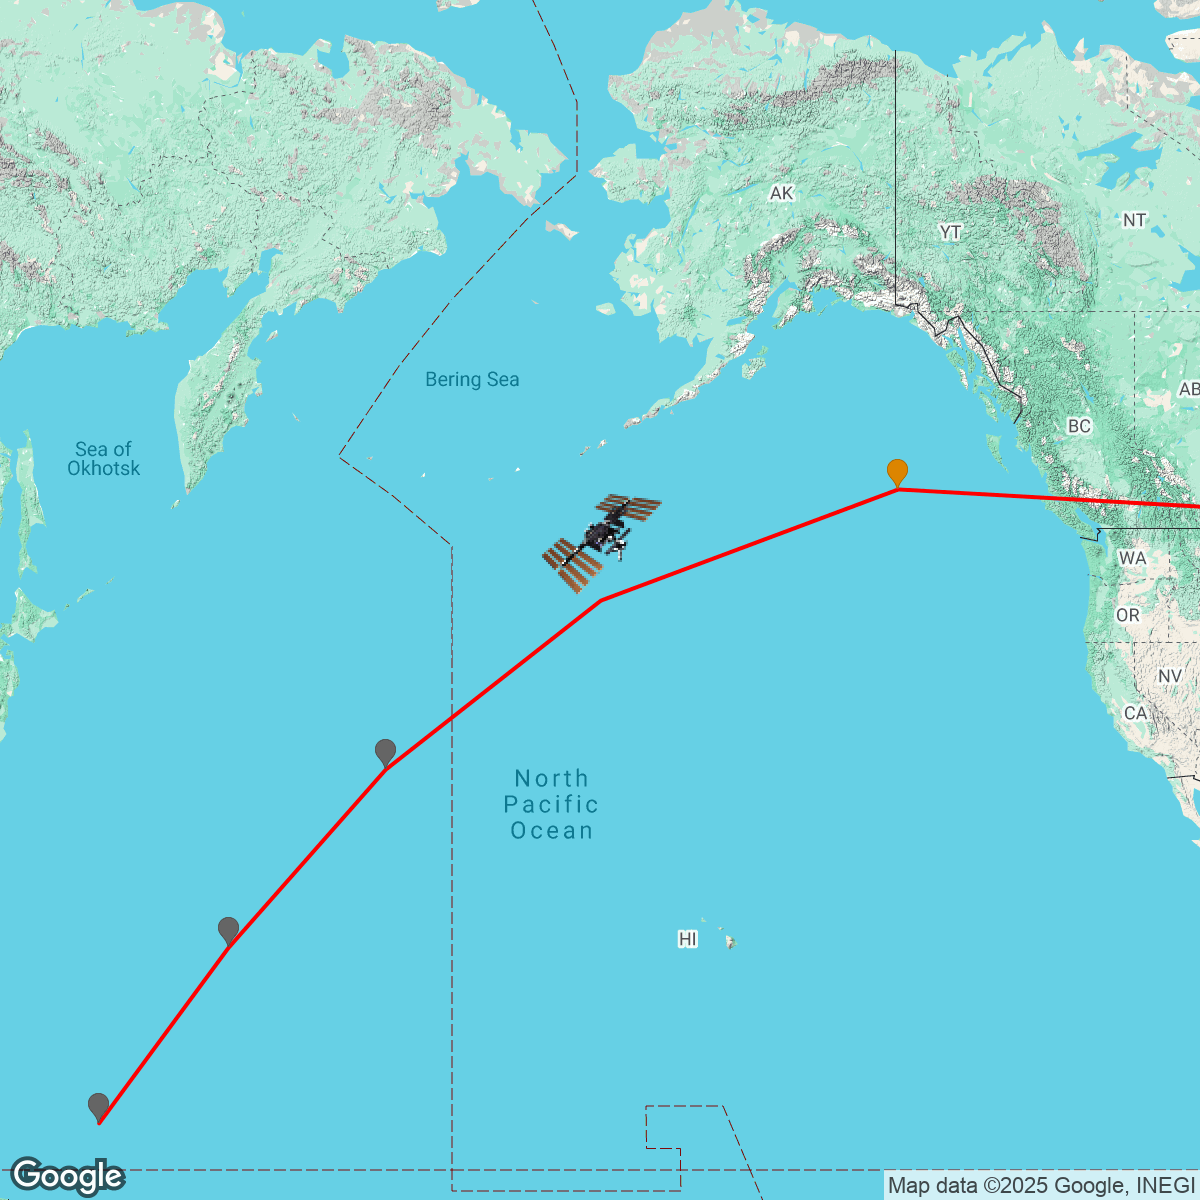 AK
YT
NT
Bering Sea
AB
BC
Sea of
Okhotsk
WA
OR
NV
CA
North
Pacific
Ocean
HI
Google
Map data ©2025 Google, INEGI